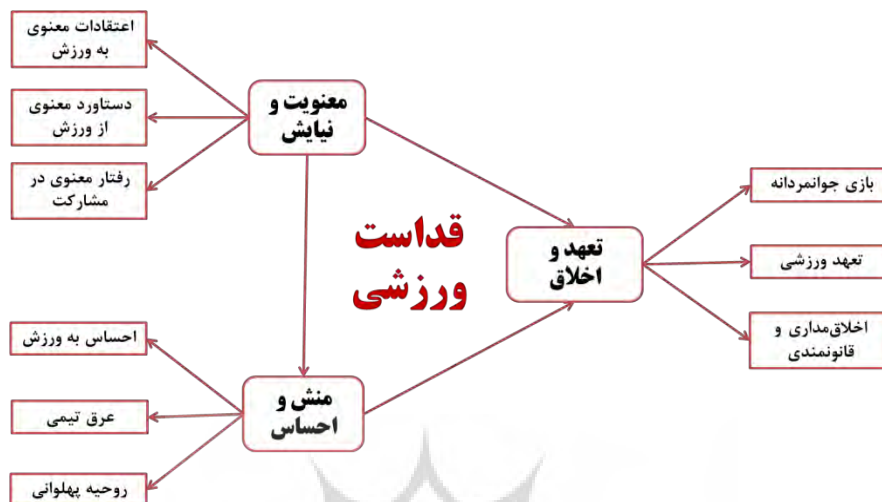 اعتقادات معنوی
به ورزش
دستاورد معنوی
از ورزش
رفتار معنوی در
مشارکت
معنویت و
نیایش
قداست
ورزشی
تعهد و
اخلاق
بازی جوانمردانه
تعهد ورزشی
اخلاق‌مداری و
قانونمندی
منش و
احساس
احساس به ورزش
عرق تیمی
روحیه پهلوانی